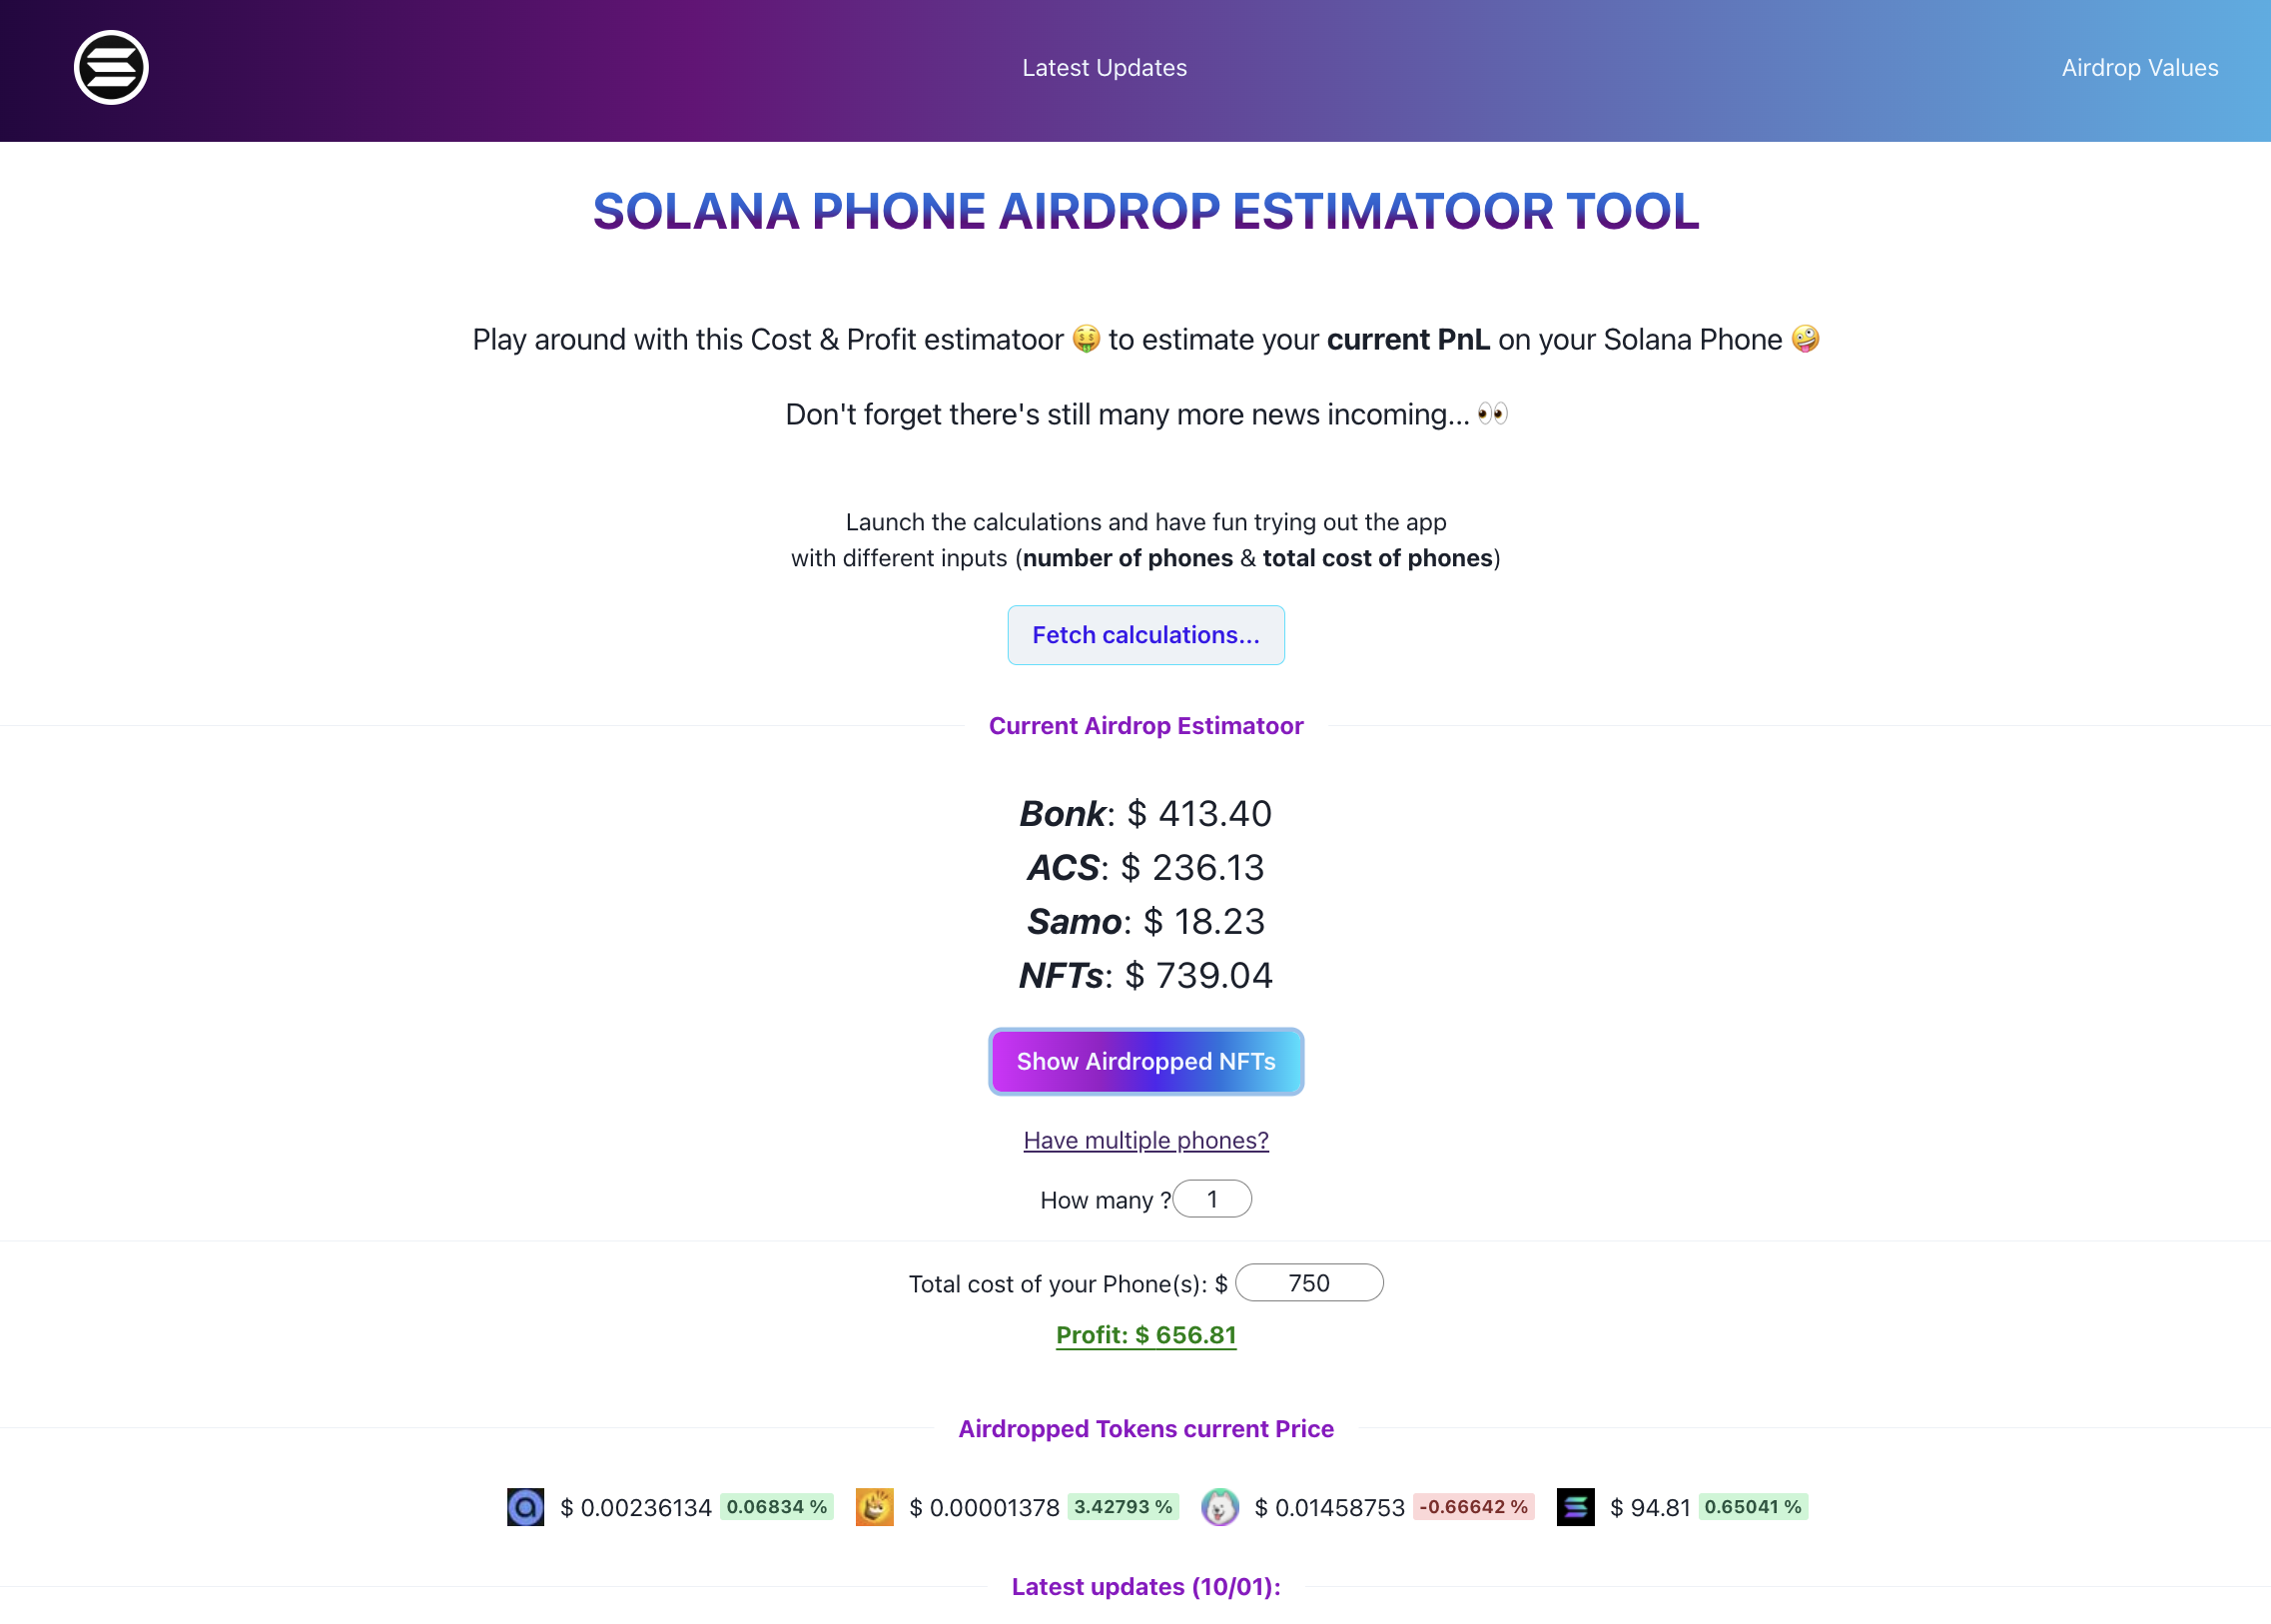 Latest Updates
Airdrop Values
SOLANA PHONE AIRDROP ESTIMATOOR TOOL
Play around with this Cost & Profit estimatoor 🤑 to estimate your current PnL on your Solana Phone 🤪
Don't forget there's still many more news incoming... 👀
Launch the calculations and have fun trying out the app
with different inputs (number of phones & total cost of phones)
Fetch calculations...
Current Airdrop Estimatoor
Bonk: $ 413.40
ACS: $ 236.13
Samo: $ 18.23
NFTs: $ 739.04
Show Airdropped NFTs
Have multiple phones?
How many ? 1
Total cost of your Phone(s): $ 750
Profit: $ 656.81
Airdropped Tokens current Price
$ 0.00236134 0.06834 % $ 0.00001378 3.42793 % $ 0.01458753 -0.66642 % $ 94.81 0.65041 %
Latest updates (10/01):